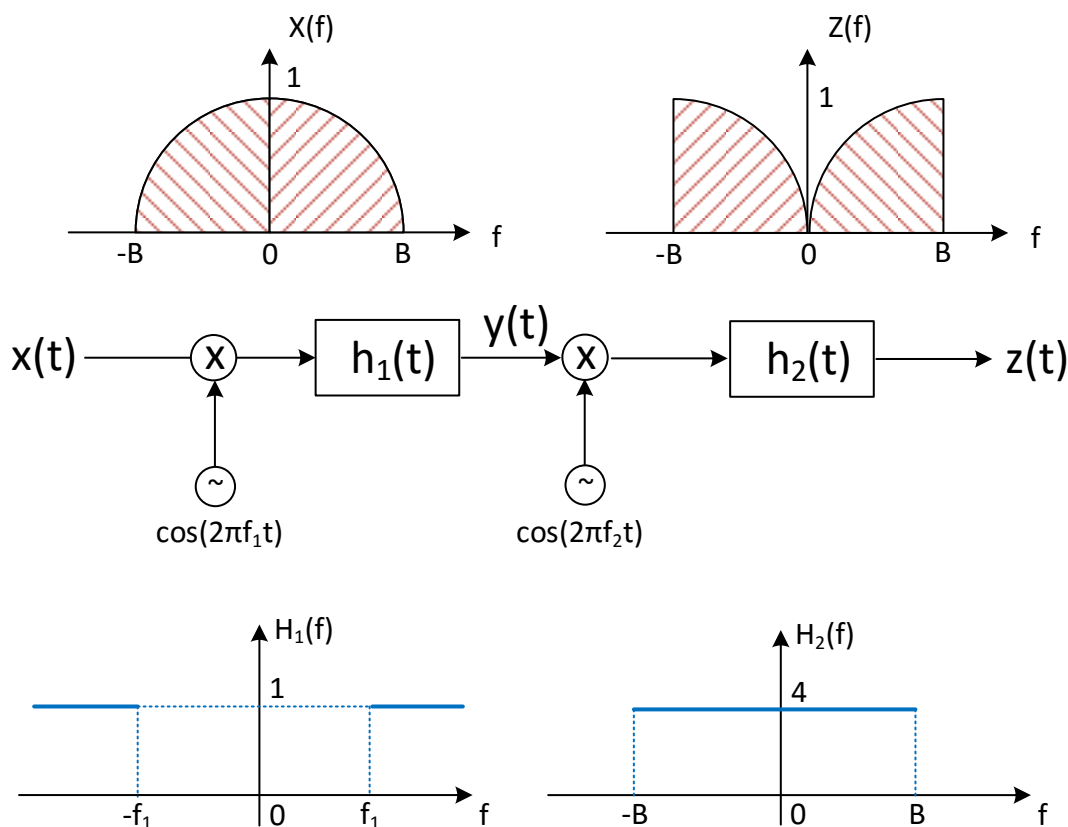 X(f)
1
-B
0
B
f
Z(f)
1
-B
0
B
f
x(t)
X
h₁(t)
y(t)
X
h₂(t)
z(t)
~
cos(2πf₁t)
~
cos(2πf₂t)
H₁(f)
1
-f₁
0
f₁
f
H₂(f)
4
-B
0
B
f